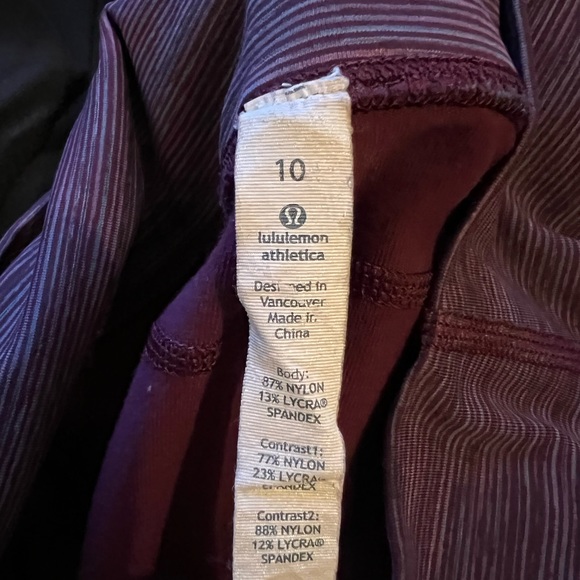 10
lululemon
athletica
Designed in
Vancouver
Made in
China
Body:
87% NYLON
13% LYCRA®
SPANDEX
Contrast1:
77% NYLON
23% LYCRA
SPANDEX
Contrast2:
88% NYLON
12% LYCRA®
SPANDEX